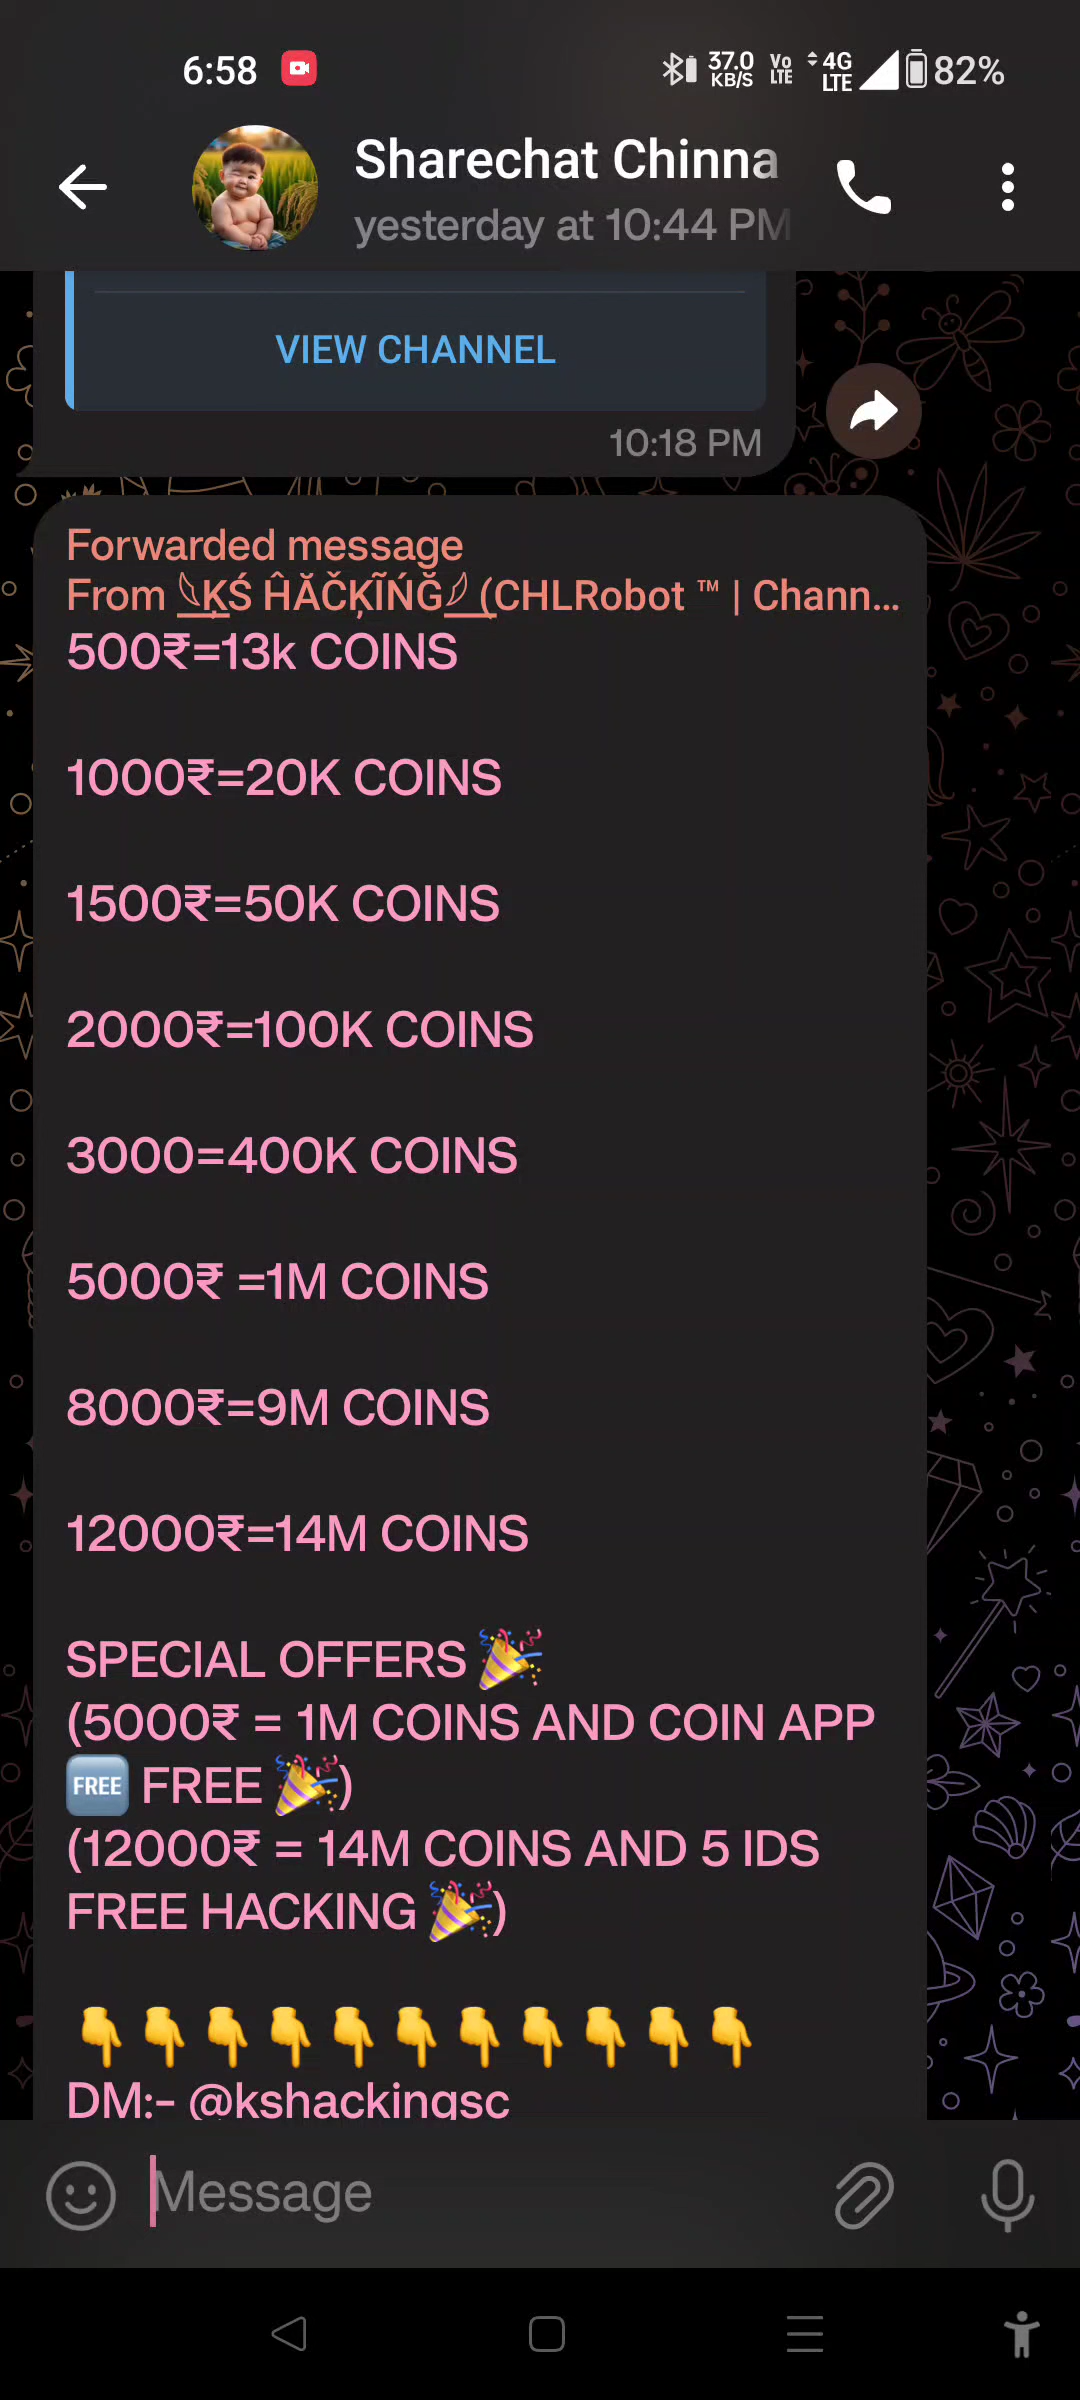 6:58
37.0 KB/S
Vo LTE
4G LTE
82%
Sharechat Chinna
yesterday at 10:44 PM
VIEW CHANNEL
10:18 PM
Forwarded message
From ĶŚ ĤĂČĶĨŃĞ (CHLRobot ™ | Chann...
500₹=13k COINS
1000₹=20K COINS
1500₹=50K COINS
2000₹=100K COINS
3000=400K COINS
5000₹ =1M COINS
8000₹=9M COINS
12000₹=14M COINS
SPECIAL OFFERS 🎉
(5000₹ = 1M COINS AND COIN APP
🆓 FREE 🎉)
(12000₹ = 14M COINS AND 5 IDS
FREE HACKING 🎉)
👇👇👇👇👇👇👇👇👇👇👇
DM:- @kshackingsc
Message